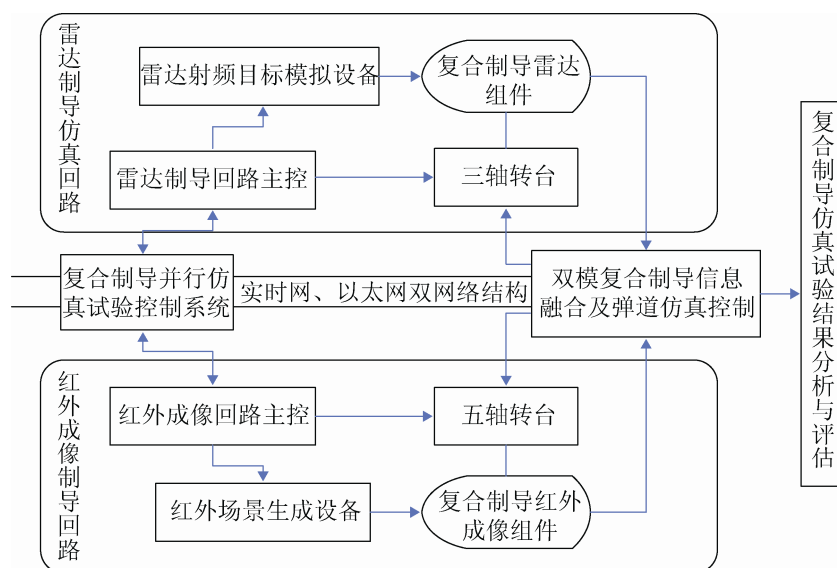 雷达制导仿真回路
雷达射频目标模拟设备
复合制导雷达
组件
雷达制导回路主控
三轴转台
复合制导并行仿
真试验控制系统
实时网、以太网双网络结构
双模复合制导信息
融合及弹道仿真控制
复合制导仿真试验结果分析与评估
红外成像制导回路
红外成像回路主控
五轴转台
红外场景生成设备
复合制导红外
成像组件